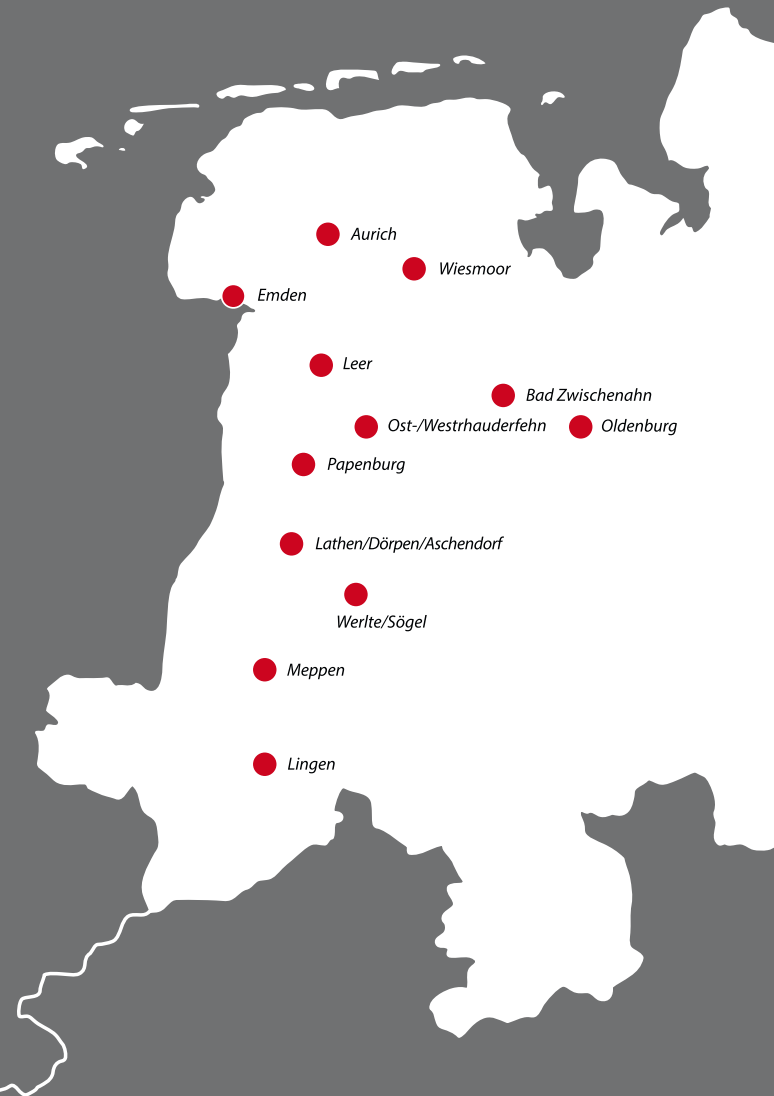 Aurich
Wiesmoor
Emden
Leer
Bad Zwischenahn
Ost-/Westrhauderfehn
Oldenburg
Papenburg
Lathen/Dörpen/Aschendorf
Werlte/Sögel
Meppen
Lingen